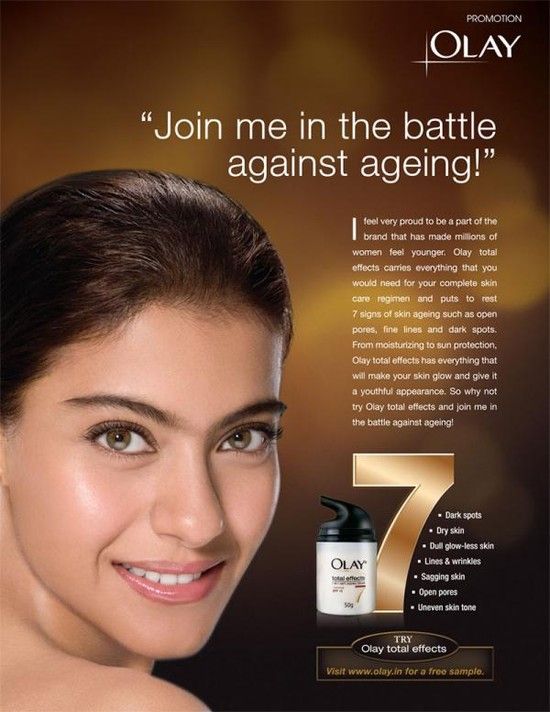 PROMOTION
OLAY
“Join me in the battle
against ageing!”
I feel very proud to be a part of the
brand that has made millions of
women feel younger. Olay total
effects carries everything that you
would need for your complete skin
care regimen and puts to rest
7 signs of skin ageing such as open
pores, fine lines and dark spots.
From moisturizing to sun protection,
Olay total effects has everything that
will make your skin glow and give it
a youthful appearance. So why not
try Olay total effects and join me in
the battle against ageing!
7
• Dark spots
• Dry skin
• Dull glow-less skin
• Lines & wrinkles
• Sagging skin
• Open pores
• Uneven skin tone
OLAY
total effects
7
50g
TRY
Olay total effects
Visit www.olay.in for a free sample.